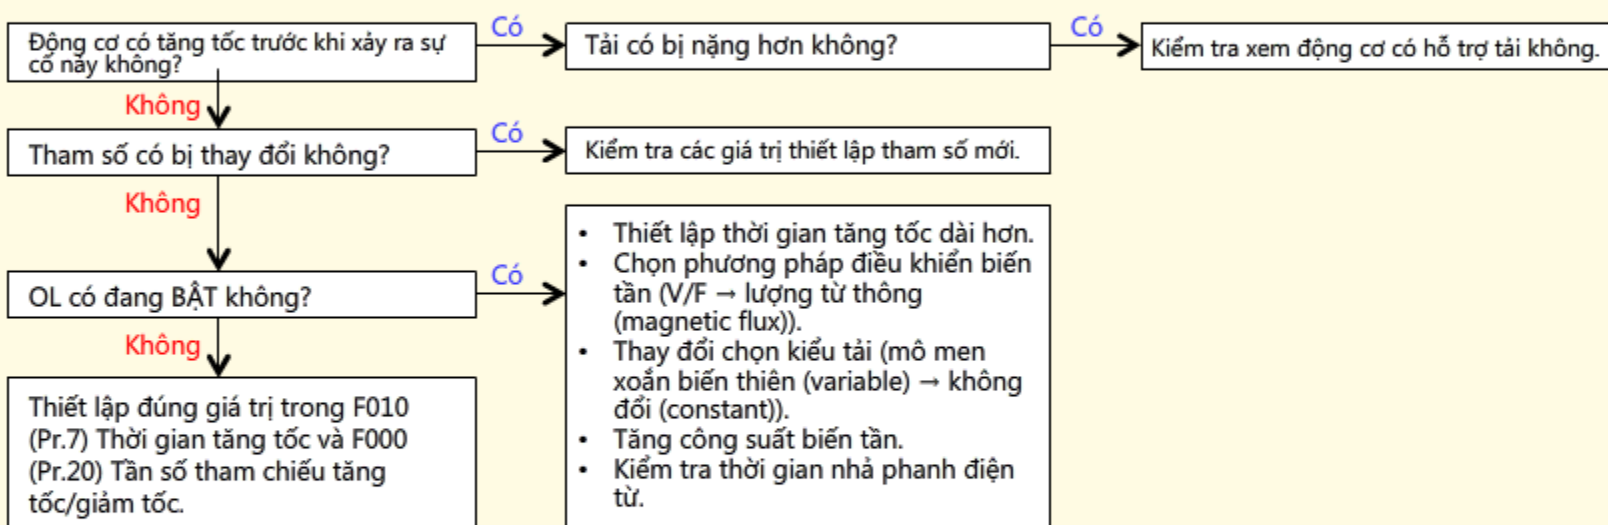 Động cơ có tăng tốc trước khi xảy ra sự
cố này không?
Có
Tải có bị nặng hơn không?
Có
Kiểm tra xem động cơ có hỗ trợ tải không.
Không
Tham số có bị thay đổi không?
Có
Kiểm tra các giá trị thiết lập tham số mới.
Không
OL có đang BẬT không?
Có
• Thiết lập thời gian tăng tốc dài hơn.
• Chọn phương pháp điều khiển biến
tần (V/F → lượng từ thông
(magnetic flux)).
• Thay đổi chọn kiểu tải (mô men
xoắn biến thiên (variable) → không
đổi (constant)).
• Tăng công suất biến tần.
• Kiểm tra thời gian nhả phanh điện
từ.
Không
Thiết lập đúng giá trị trong F010
(Pr.7) Thời gian tăng tốc và F000
(Pr.20) Tần số tham chiếu tăng
tốc/giảm tốc.